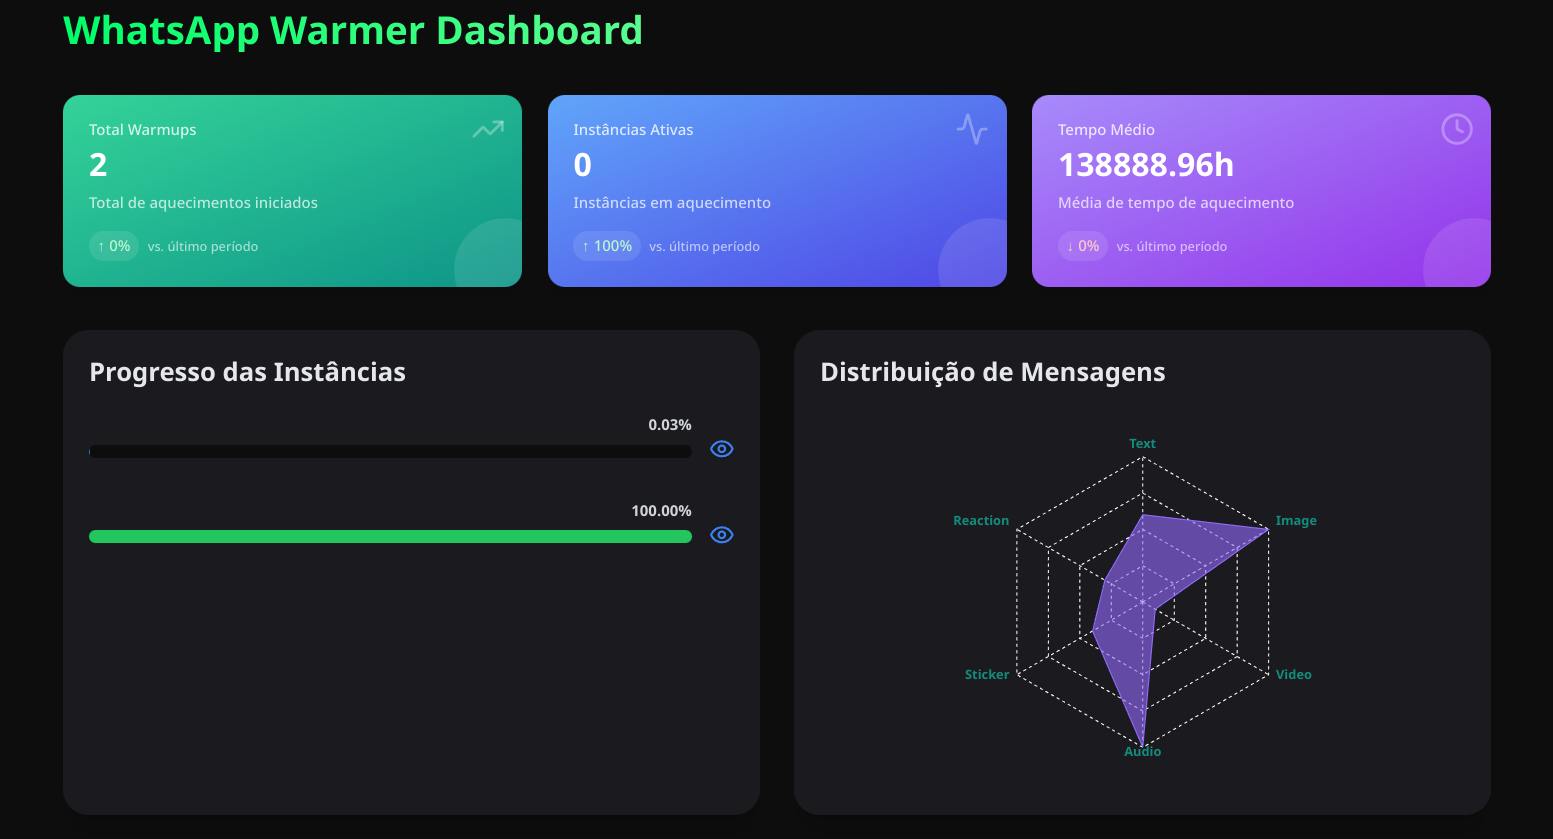 WhatsApp Warmer Dashboard
Total Warmups
2
Total de aquecimentos iniciados
↑ 0% vs. último período
Instâncias Ativas
0
Instâncias em aquecimento
↑ 100% vs. último período
Tempo Médio
138888.96h
Média de tempo de aquecimento
↓ 0% vs. último período
Progresso das Instâncias
0.03%
100.00%
Distribuição de Mensagens
Text
Reaction
Image
Sticker
Video
Audio